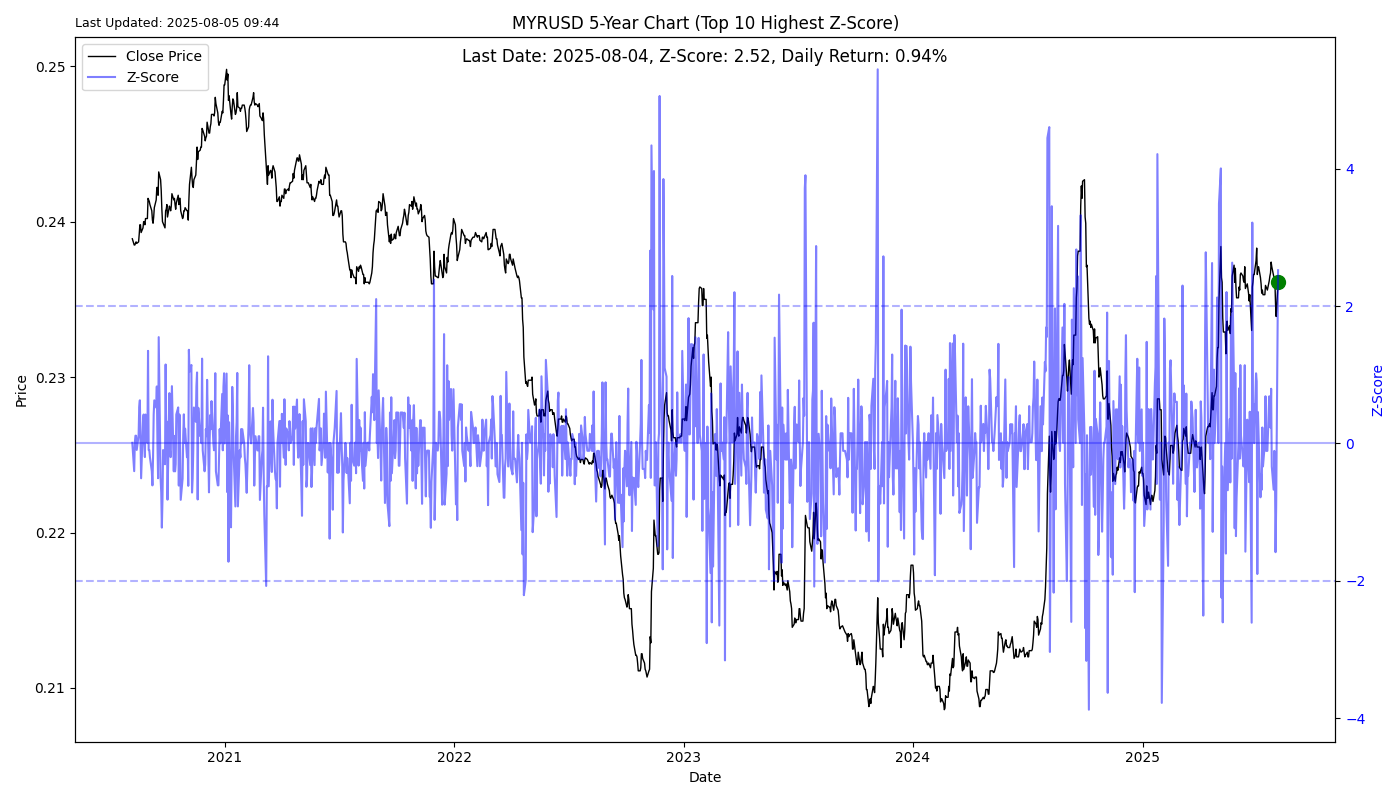 Last Updated: 2025-08-05 09:44
MYRUSD 5-Year Chart (Top 10 Highest Z-Score)
Last Date: 2025-08-04, Z-Score: 2.52, Daily Return: 0.94%
Close Price
Z-Score
0.25
0.24
0.23
0.22
0.21
Price
4
2
0
−2
−4
Z-Score
2021
2022
2023
2024
2025
Date